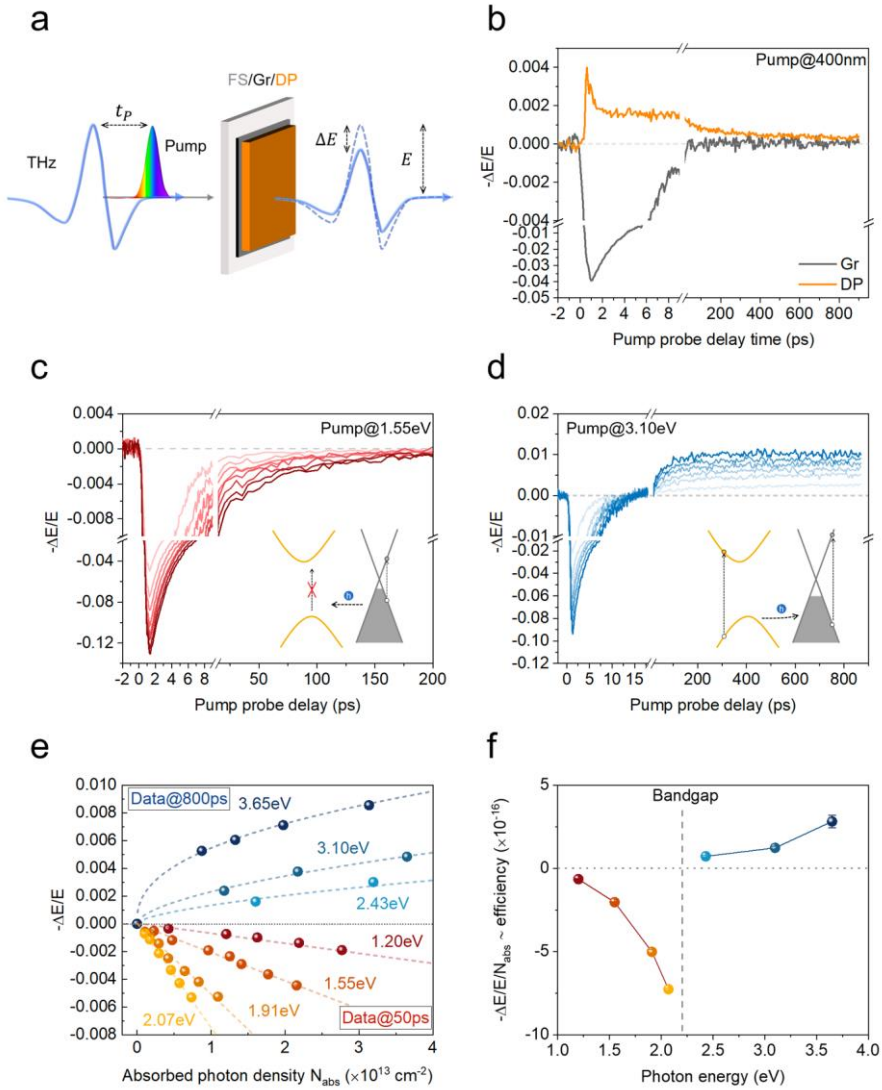 a
FS/Gr/DP
t_P
THz
Pump
ΔE
E
b
Pump@400nm
0.004
0.002
0.000
-0.002
-0.004
-0.01
-0.02
-0.03
-0.04
-0.05
-ΔE/E
Gr
DP
-2 0 2 4 6 8 200 400 600 800
Pump probe delay time (ps)
c
Pump@1.55eV
0.004
0.000
-0.004
-0.008
-0.04
-0.08
-0.12
-ΔE/E
h
-2 0 2 4 6 8 50 100 150 200
Pump probe delay (ps)
d
Pump@3.10eV
0.02
0.01
0.00
-0.01
-0.02
-0.04
-0.06
-0.08
-0.10
-0.12
-ΔE/E
h
0 5 10 15 200 400 600 800
Pump probe delay (ps)
e
Data@800ps
0.010
0.008
0.006
0.004
0.002
0.000
-0.002
-0.004
-0.006
-0.008
-ΔE/E
3.65eV
3.10eV
2.43eV
1.20eV
1.55eV
1.91eV
2.07eV
Data@50ps
0 1 2 3 4
Absorbed photon density N_abs (×10^13 cm^-2)
f
Bandgap
5
0
-5
-10
-ΔE/E/N_abs ~ efficiency (×10^-16)
1.0 1.5 2.0 2.5 3.0 3.5 4.0
Photon energy (eV)